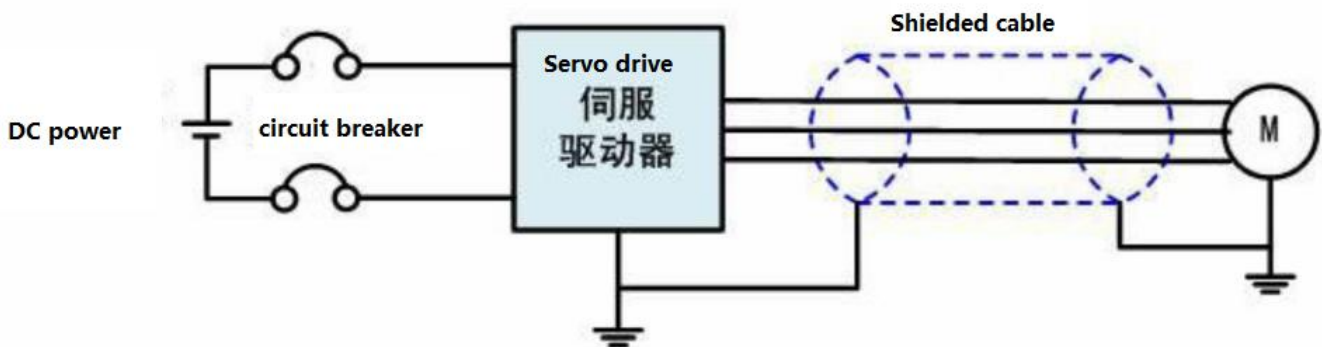 Shielded cable
Servo drive
伺服
驱动器
DC power
circuit breaker
M